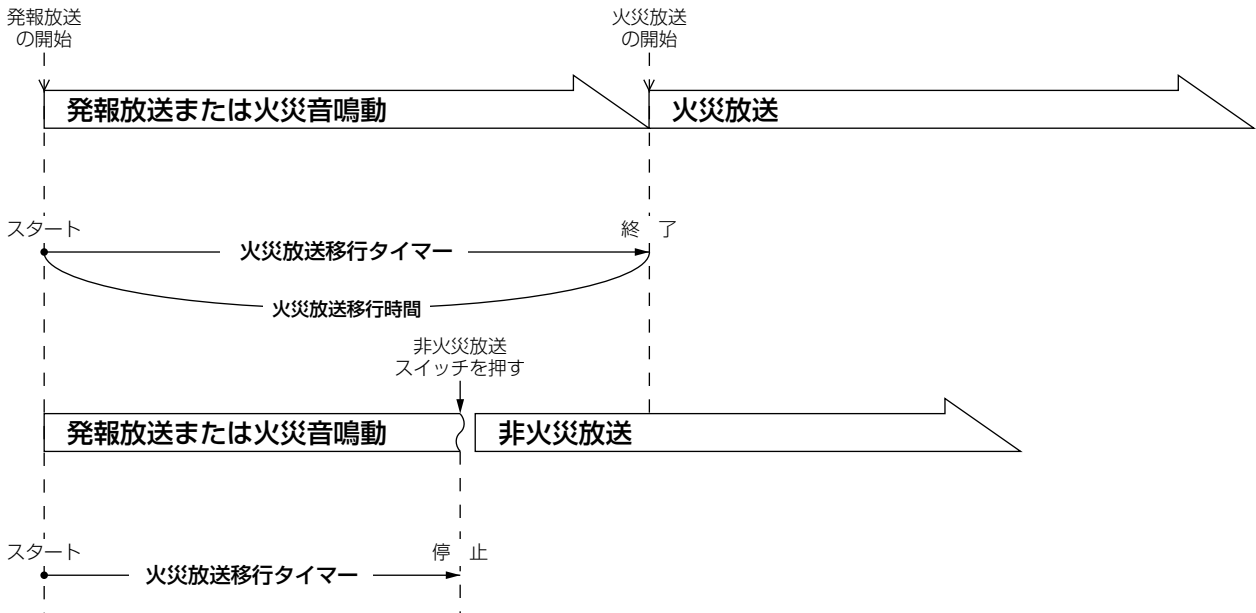 発報放送
の開始
火災放送
の開始
発報放送または火災音鳴動
火災放送
スタート
終 了
火災放送移行タイマー
火災放送移行時間
非火災放送
スイッチを押す
発報放送または火災音鳴動
非火災放送
スタート
停 止
火災放送移行タイマー